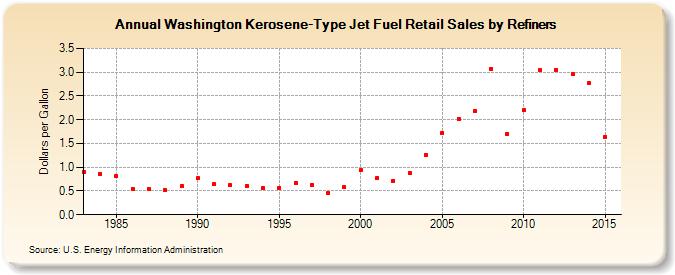 Annual Washington Kerosene-Type Jet Fuel Retail Sales by Refiners
Dollars per Gallon
3.5
3.0
2.5
2.0
1.5
1.0
0.5
0.0
1985 1990 1995 2000 2005 2010 2015
Source: U.S. Energy Information Administration